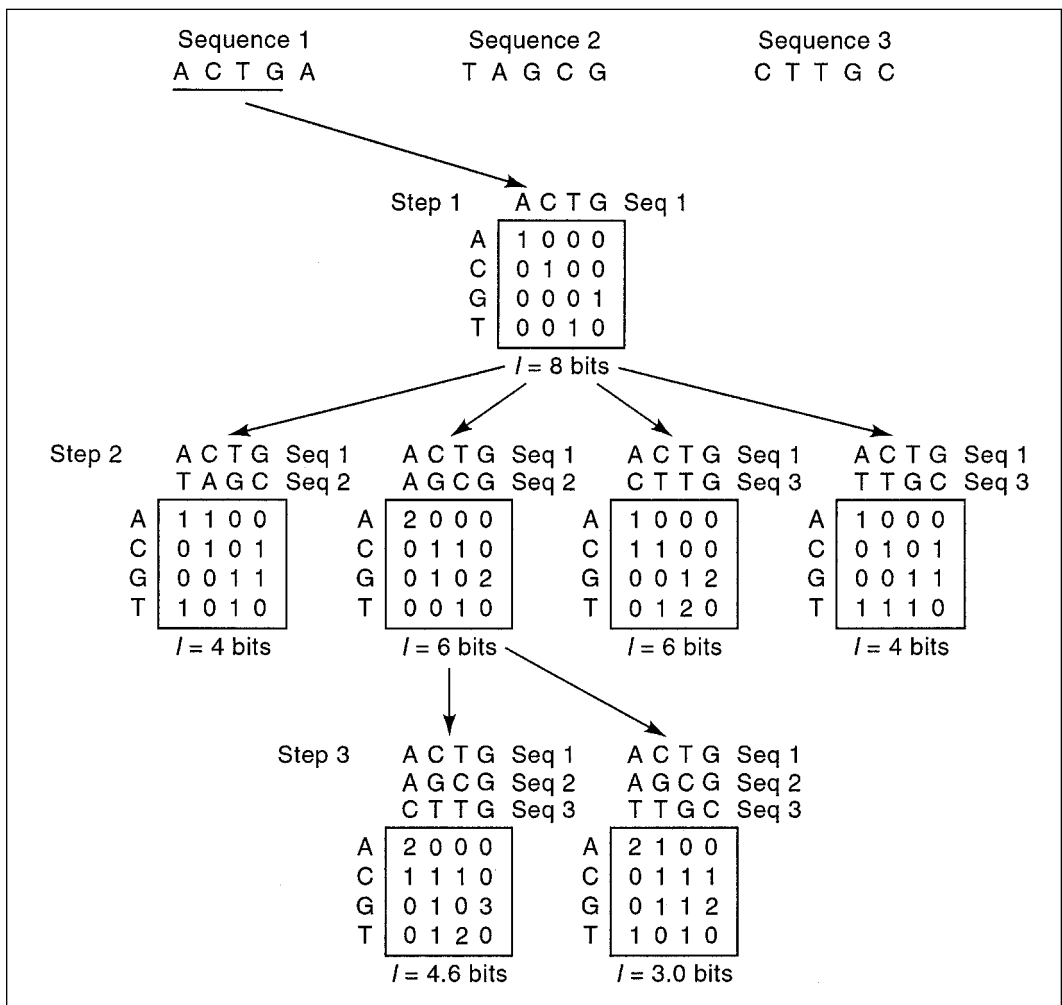 Sequence 1 Sequence 2 Sequence 3
A C T G A T A G C G C T T G C
Step 1 A C T G Seq 1
A 1 0 0 0
C 0 1 0 0
G 0 0 0 1
T 0 0 1 0
I = 8 bits
Step 2 A C T G Seq 1 A C T G Seq 1 A C T G Seq 1 A C T G Seq 1
T A G C Seq 2 A G C G Seq 2 C T T G Seq 3 T T G C Seq 3
A 1 1 0 0 A 2 0 0 0 A 1 0 0 0 A 1 0 0 0
C 0 1 0 1 C 0 1 1 0 C 1 1 0 0 C 0 1 0 1
G 0 0 1 1 G 0 1 0 2 G 0 0 1 2 G 0 0 1 1
T 1 0 1 0 T 0 0 1 0 T 0 1 2 0 T 1 1 1 0
I = 4 bits I = 6 bits I = 6 bits I = 4 bits
Step 3 A C T G Seq 1 A C T G Seq 1
A G C G Seq 2 A G C G Seq 2
C T T G Seq 3 T T G C Seq 3
A 2 0 0 0 A 2 1 0 0
C 1 1 1 0 C 0 1 1 1
G 0 1 0 3 G 0 1 1 2
T 0 1 2 0 T 1 0 1 0
I = 4.6 bits I = 3.0 bits